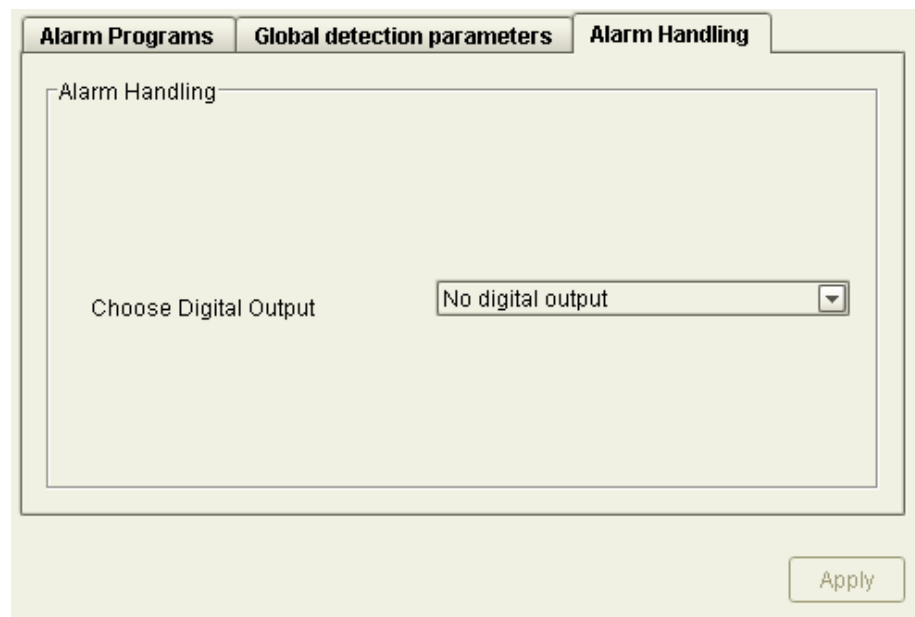 Alarm Programs Global detection parameters Alarm Handling
Alarm Handling
Choose Digital Output No digital output
Apply